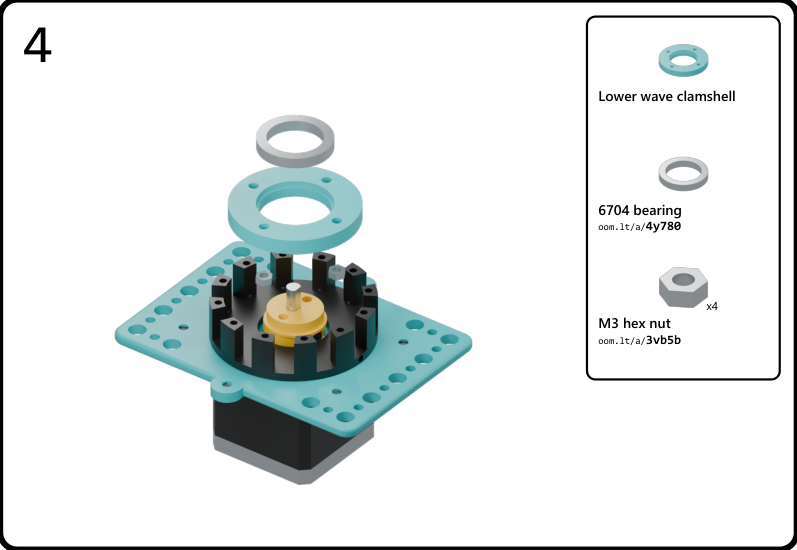 4
Lower wave clamshell
6704 bearing
oom.lt/a/4y780
x4
M3 hex nut
oom.lt/a/3vb5b